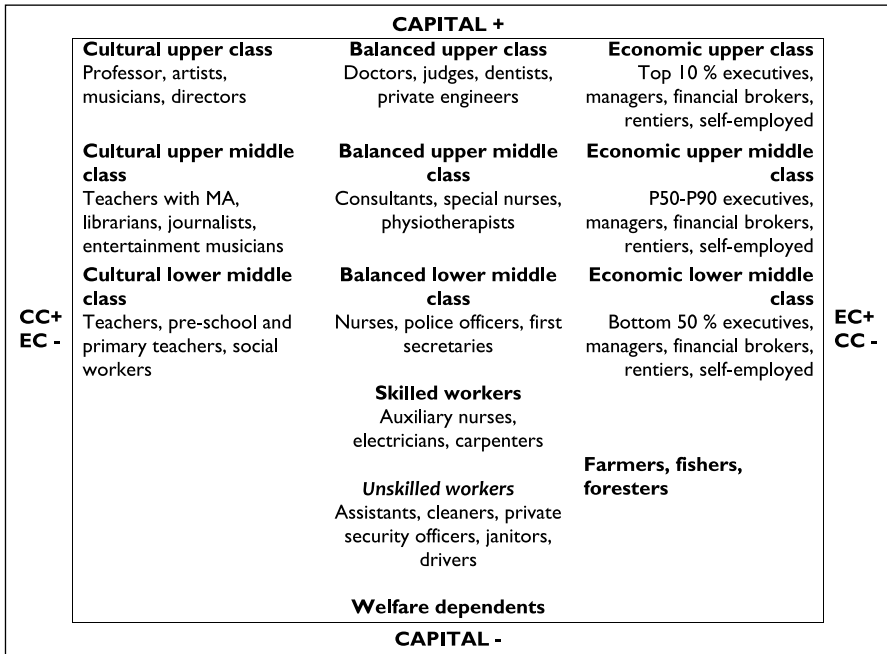 CAPITAL +
Cultural upper class
Professor, artists,
musicians, directors
Balanced upper class
Doctors, judges, dentists,
private engineers
Economic upper class
Top 10 % executives,
managers, financial brokers,
rentiers, self-employed
Cultural upper middle
class
Teachers with MA,
librarians, journalists,
entertainment musicians
Balanced upper middle
class
Consultants, special nurses,
physiotherapists
Economic upper middle
class
P50-P90 executives,
managers, financial brokers,
rentiers, self-employed
CC+
EC -
Cultural lower middle
class
Teachers, pre-school and
primary teachers, social
workers
Balanced lower middle
class
Nurses, police officers, first
secretaries
Economic lower middle
class
Bottom 50 % executives,
managers, financial brokers,
rentiers, self-employed
EC+
CC -
Skilled workers
Auxiliary nurses,
electricians, carpenters
Farmers, fishers,
foresters
Unskilled workers
Assistants, cleaners, private
security officers, janitors,
drivers
Welfare dependents
CAPITAL -